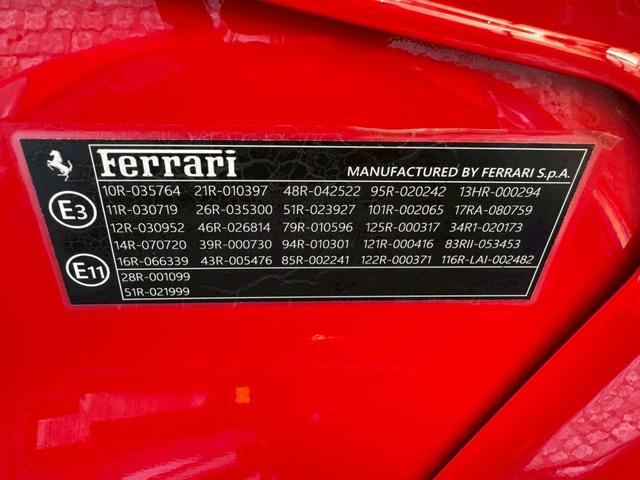 Ferrari MANUFACTURED BY FERRARI S.p.A.
10R-035764 21R-010397 48R-042522 95R-020242 13HR-000294
E3 11R-030719 26R-035300 51R-023927 101R-002065 17RA-080759
12R-030952 46R-026814 79R-010596 125R-000317 34R1-020173
14R-070720 39R-000730 94R-010301 121R-000416 83RII-053453
E11 16R-066339 43R-005476 85R-002241 122R-000371 116R-LAI-002482
28R-001099
51R-021999